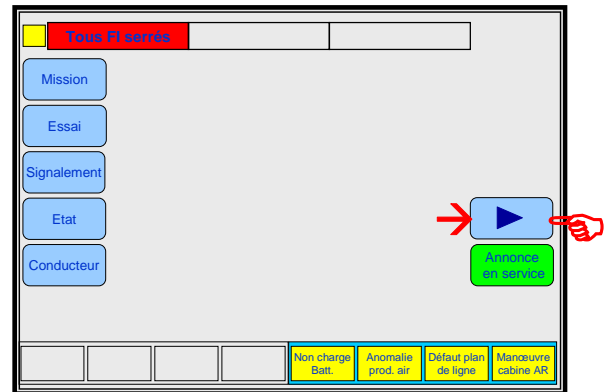 Tous FI serrés
Mission
Essai
Signalement
Etat
Conducteur
Annonce
en service
Non charge
Batt.
Anomalie
prod. air
Défaut plan
de ligne
Manœuvre
cabine AR